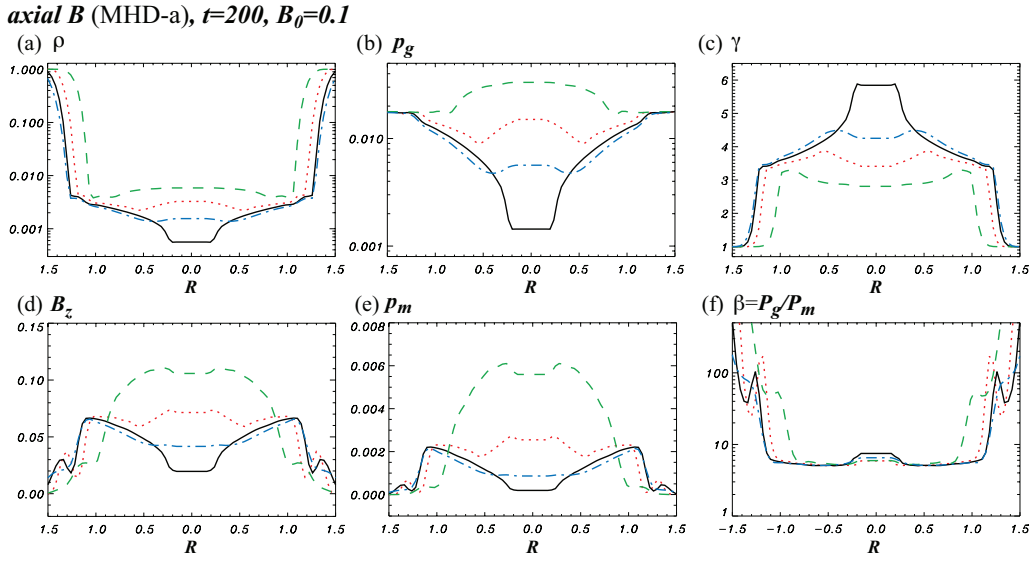 axial B (MHD-a), t=200, B0=0.1
(a) ρ
(b) pg
(c) γ
1.000
0.100
0.010
0.001
1.5 1.0 0.5 0.0 0.5 1.0 1.5
R
0.010
0.001
1.5 1.0 0.5 0.0 0.5 1.0 1.5
R
6
5
4
3
2
1
1.5 1.0 0.5 0.0 0.5 1.0 1.5
R
(d) Bz
(e) pm
(f) β=Pg/Pm
0.15
0.10
0.05
0.00
1.5 1.0 0.5 0.0 0.5 1.0 1.5
R
0.008
0.006
0.004
0.002
0.000
1.5 1.0 0.5 0.0 0.5 1.0 1.5
R
100
10
1
−1.5 −1.0 −0.5 0.0 0.5 1.0 1.5
R